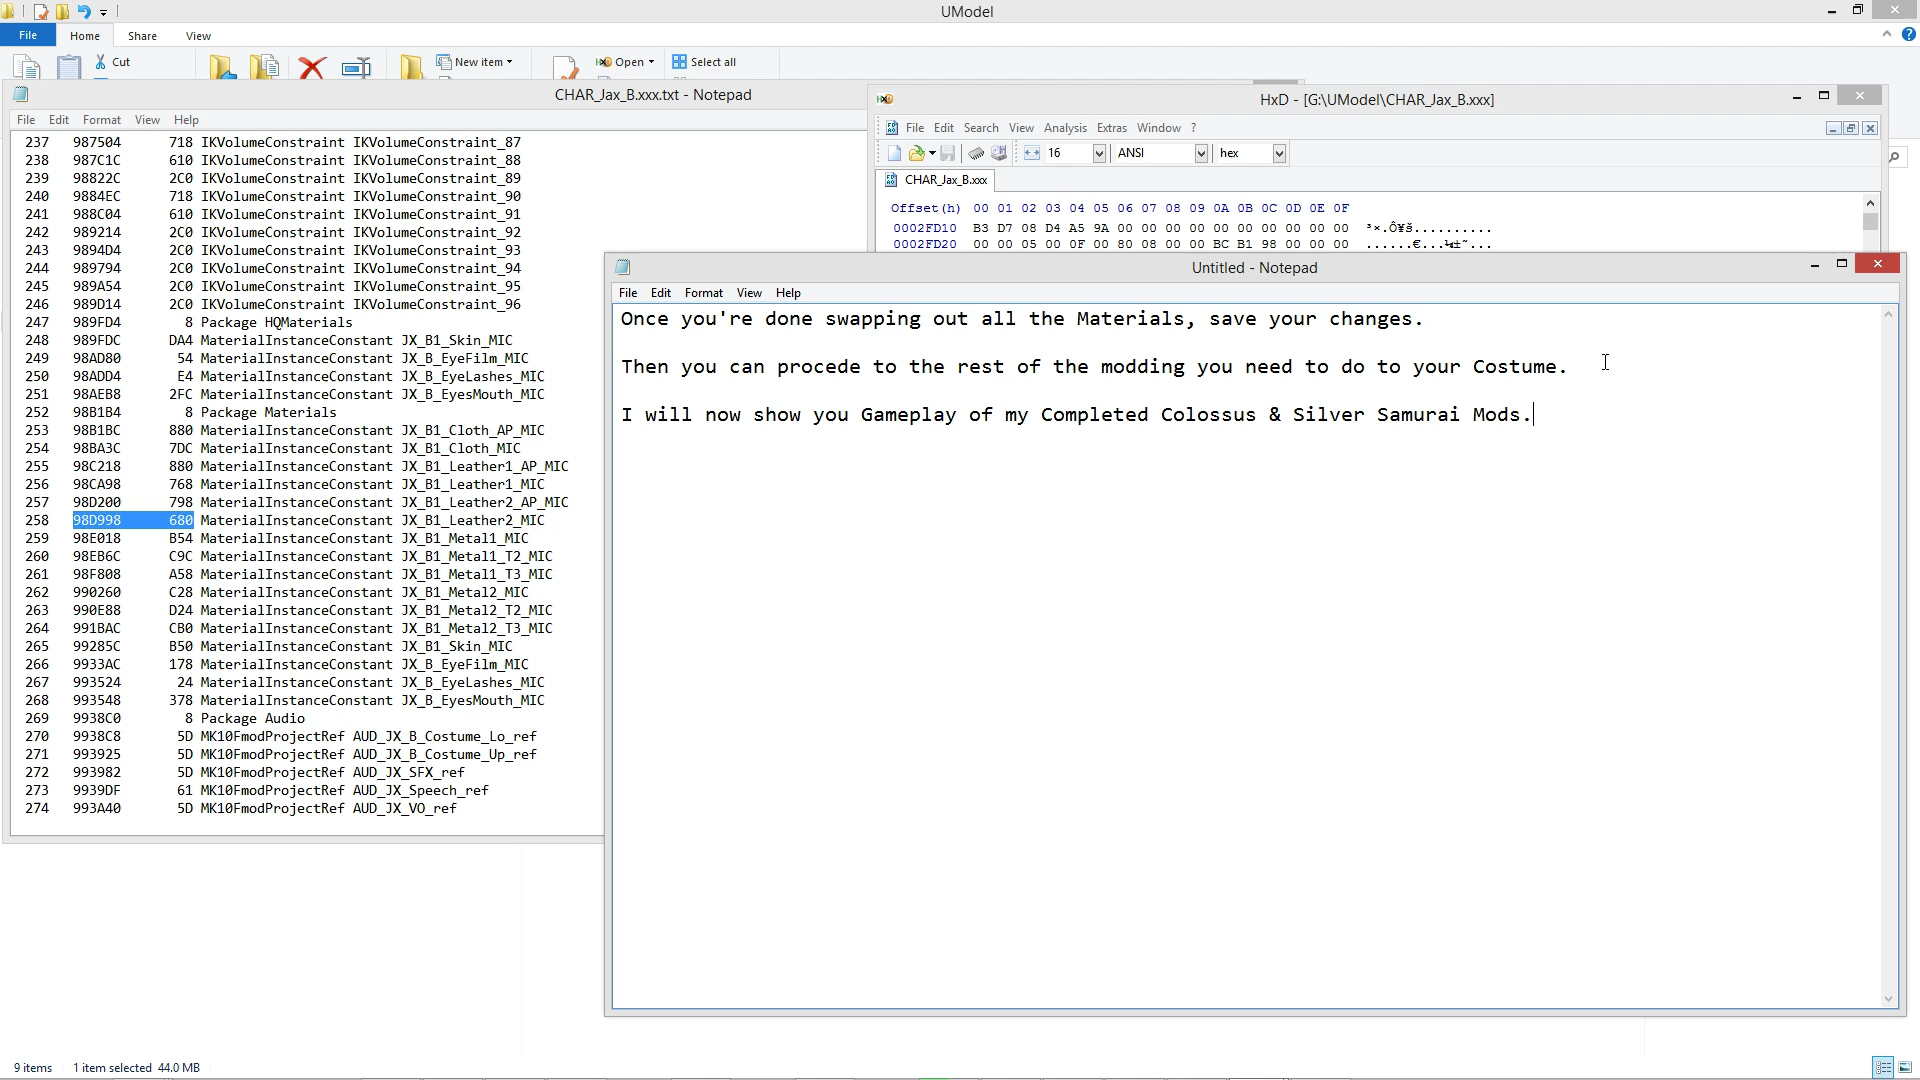 UModel
File Home Share View
Cut New item Open Select all
CHAR_Jax_B.xxx.txt - Notepad
File Edit Format View Help
237 987504 718 IKVolumeConstraint IKVolumeConstraint_87
238 987C1C 610 IKVolumeConstraint IKVolumeConstraint_88
239 98822C 2C0 IKVolumeConstraint IKVolumeConstraint_89
240 9884EC 718 IKVolumeConstraint IKVolumeConstraint_90
241 988C04 610 IKVolumeConstraint IKVolumeConstraint_91
242 989214 2C0 IKVolumeConstraint IKVolumeConstraint_92
243 9894D4 2C0 IKVolumeConstraint IKVolumeConstraint_93
244 989794 2C0 IKVolumeConstraint IKVolumeConstraint_94
245 989A54 2C0 IKVolumeConstraint IKVolumeConstraint_95
246 989D14 2C0 IKVolumeConstraint IKVolumeConstraint_96
247 989FD4 8 Package HQMaterials
248 989FDC DA4 MaterialInstanceConstant JX_B1_Skin_MIC
249 98AD80 54 MaterialInstanceConstant JX_B_EyeFilm_MIC
250 98ADD4 E4 MaterialInstanceConstant JX_B_EyeLashes_MIC
251 98AEB8 2FC MaterialInstanceConstant JX_B_EyesMouth_MIC
252 98B1B4 8 Package Materials
253 98B1BC 880 MaterialInstanceConstant JX_B1_Cloth_AP_MIC
254 98BA3C 7DC MaterialInstanceConstant JX_B1_Cloth_MIC
255 98C218 880 MaterialInstanceConstant JX_B1_Leather1_AP_MIC
256 98CA98 768 MaterialInstanceConstant JX_B1_Leather1_MIC
257 98D200 798 MaterialInstanceConstant JX_B1_Leather2_AP_MIC
258 98D998 680 MaterialInstanceConstant JX_B1_Leather2_MIC
259 98E018 B54 MaterialInstanceConstant JX_B1_Metal1_MIC
260 98EB6C C9C MaterialInstanceConstant JX_B1_Metal1_T2_MIC
261 98F808 A58 MaterialInstanceConstant JX_B1_Metal1_T3_MIC
262 990260 C28 MaterialInstanceConstant JX_B1_Metal2_MIC
263 990E88 D24 MaterialInstanceConstant JX_B1_Metal2_T2_MIC
264 991BAC CB0 MaterialInstanceConstant JX_B1_Metal2_T3_MIC
265 99285C B50 MaterialInstanceConstant JX_B1_Skin_MIC
266 9933AC 178 MaterialInstanceConstant JX_B_EyeFilm_MIC
267 993524 24 MaterialInstanceConstant JX_B_EyeLashes_MIC
268 993548 378 MaterialInstanceConstant JX_B_EyesMouth_MIC
269 9938C0 8 Package Audio
270 9938C8 5D MK10FmodProjectRef AUD_JX_B_Costume_Lo_ref
271 993925 5D MK10FmodProjectRef AUD_JX_B_Costume_Up_ref
272 993982 5D MK10FmodProjectRef AUD_JX_SFX_ref
273 9939DF 61 MK10FmodProjectRef AUD_JX_Speech_ref
274 993A40 5D MK10FmodProjectRef AUD_JX_VO_ref
HxD - [G:\UModel\CHAR_Jax_B.xxx]
File Edit Search View Analysis Extras Window ?
16 ANSI hex
CHAR_Jax_B.xxx
Offset(h) 00 01 02 03 04 05 06 07 08 09 0A 0B 0C 0D 0E 0F
0002FD10 B3 D7 08 D4 A5 9A 00 00 00 00 00 00 00 00 00 00 ³×.Ô¥š..........
0002FD20 00 00 05 00 0F 00 80 08 00 00 BC B1 98 00 00 00 ......€...¼±˜...
Untitled - Notepad
File Edit Format View Help
Once you're done swapping out all the Materials, save your changes.
Then you can procede to the rest of the modding you need to do to your Costume.
I will now show you Gameplay of my Completed Colossus & Silver Samurai Mods.
9 items 1 item selected 44.0 MB